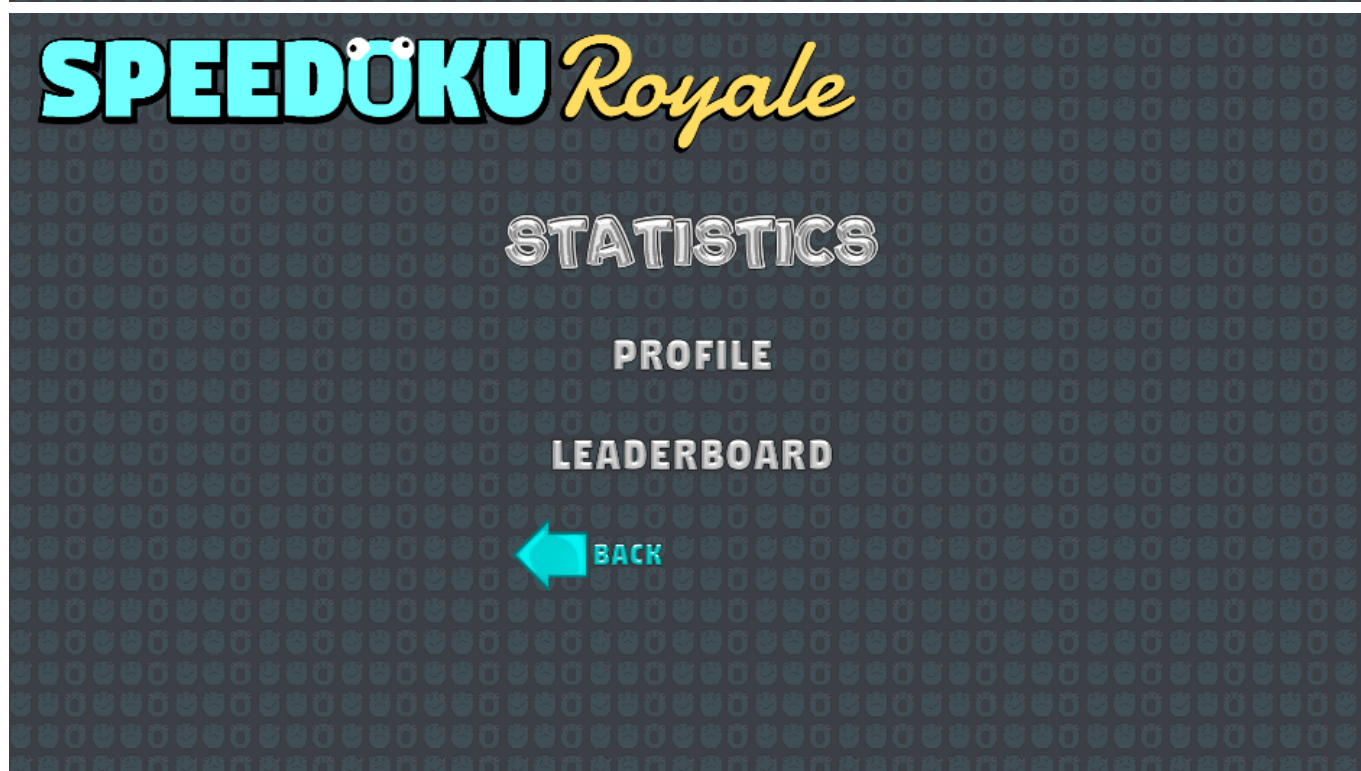 SPEEDOKU Royale
STATISTICS
PROFILE
LEADERBOARD
BACK